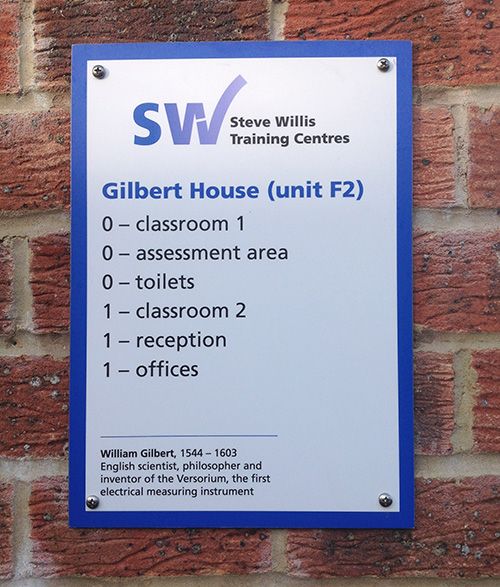 SW Steve Willis
Training Centres
Gilbert House (unit F2)
0 – classroom 1
0 – assessment area
0 – toilets
1 – classroom 2
1 – reception
1 – offices
William Gilbert, 1544 – 1603
English scientist, philosopher and
inventor of the Versorium, the first
electrical measuring instrument